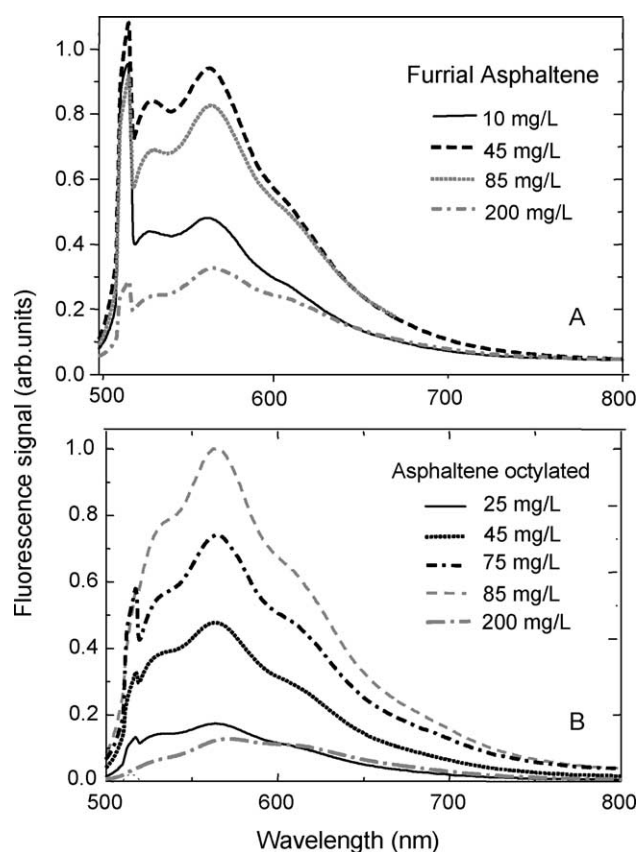 Fluorescence signal (arb.units)
1.0
0.8
0.6
0.4
0.2
0.0
Furrial Asphaltene
10 mg/L
45 mg/L
85 mg/L
200 mg/L
A
500 600 700 800
1.0
0.8
0.6
0.4
0.2
0.0
Asphaltene octylated
25 mg/L
45 mg/L
75 mg/L
85 mg/L
200 mg/L
B
500 600 700 800
Wavelength (nm)